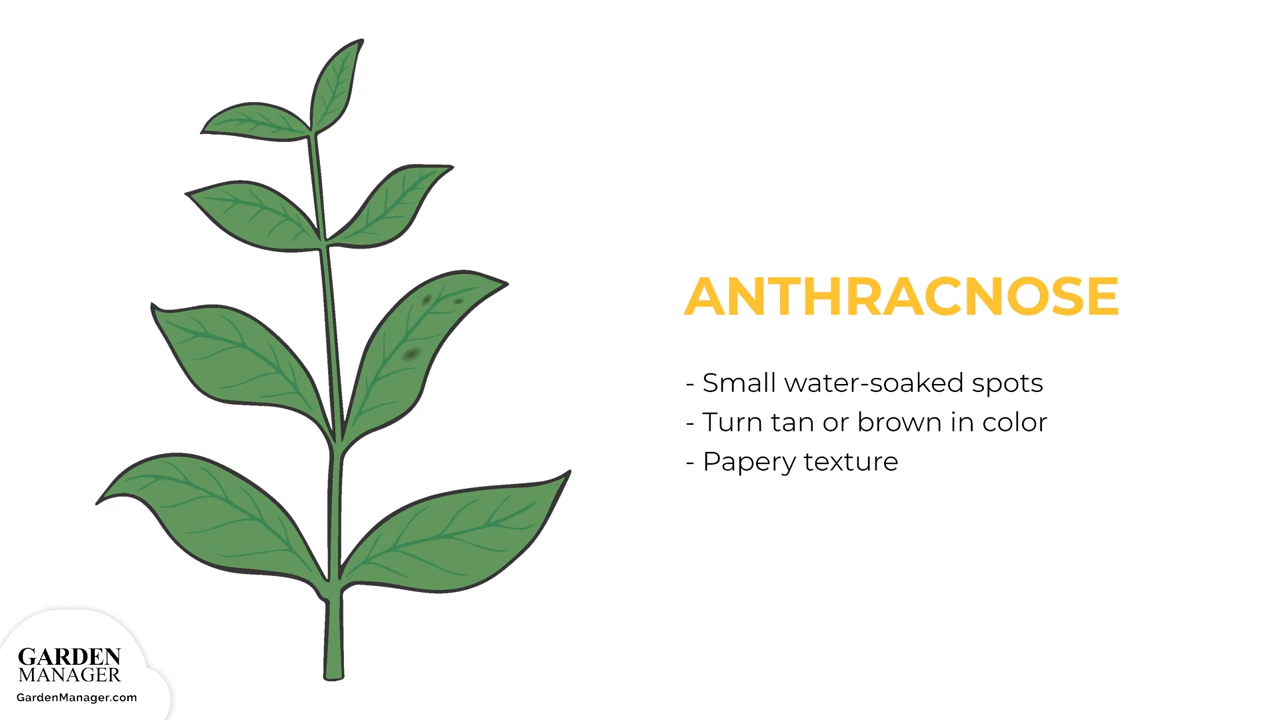 ANTHRACNOSE
- Small water-soaked spots
- Turn tan or brown in color
- Papery texture
GARDEN
MANAGER
GardenManager.com